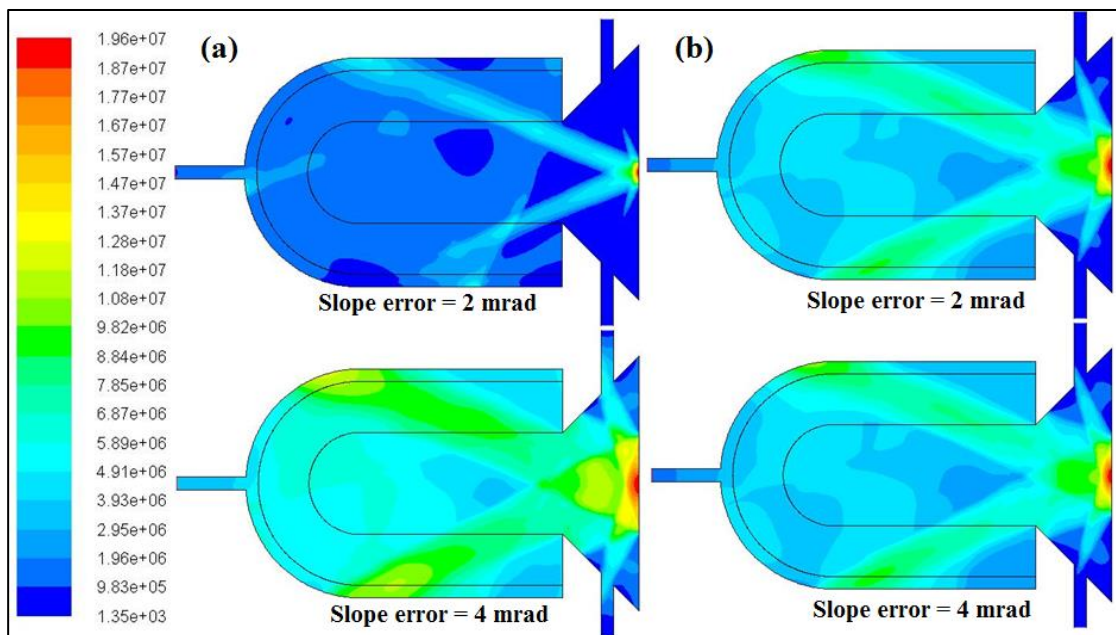 1.96e+07
1.87e+07
1.77e+07
1.67e+07
1.57e+07
1.47e+07
1.37e+07
1.28e+07
1.18e+07
1.08e+07
9.82e+06
8.84e+06
7.85e+06
6.87e+06
5.89e+06
4.91e+06
3.93e+06
2.95e+06
1.96e+06
9.83e+05
1.35e+03
(a)
(b)
Slope error = 2 mrad
Slope error = 2 mrad
Slope error = 4 mrad
Slope error = 4 mrad